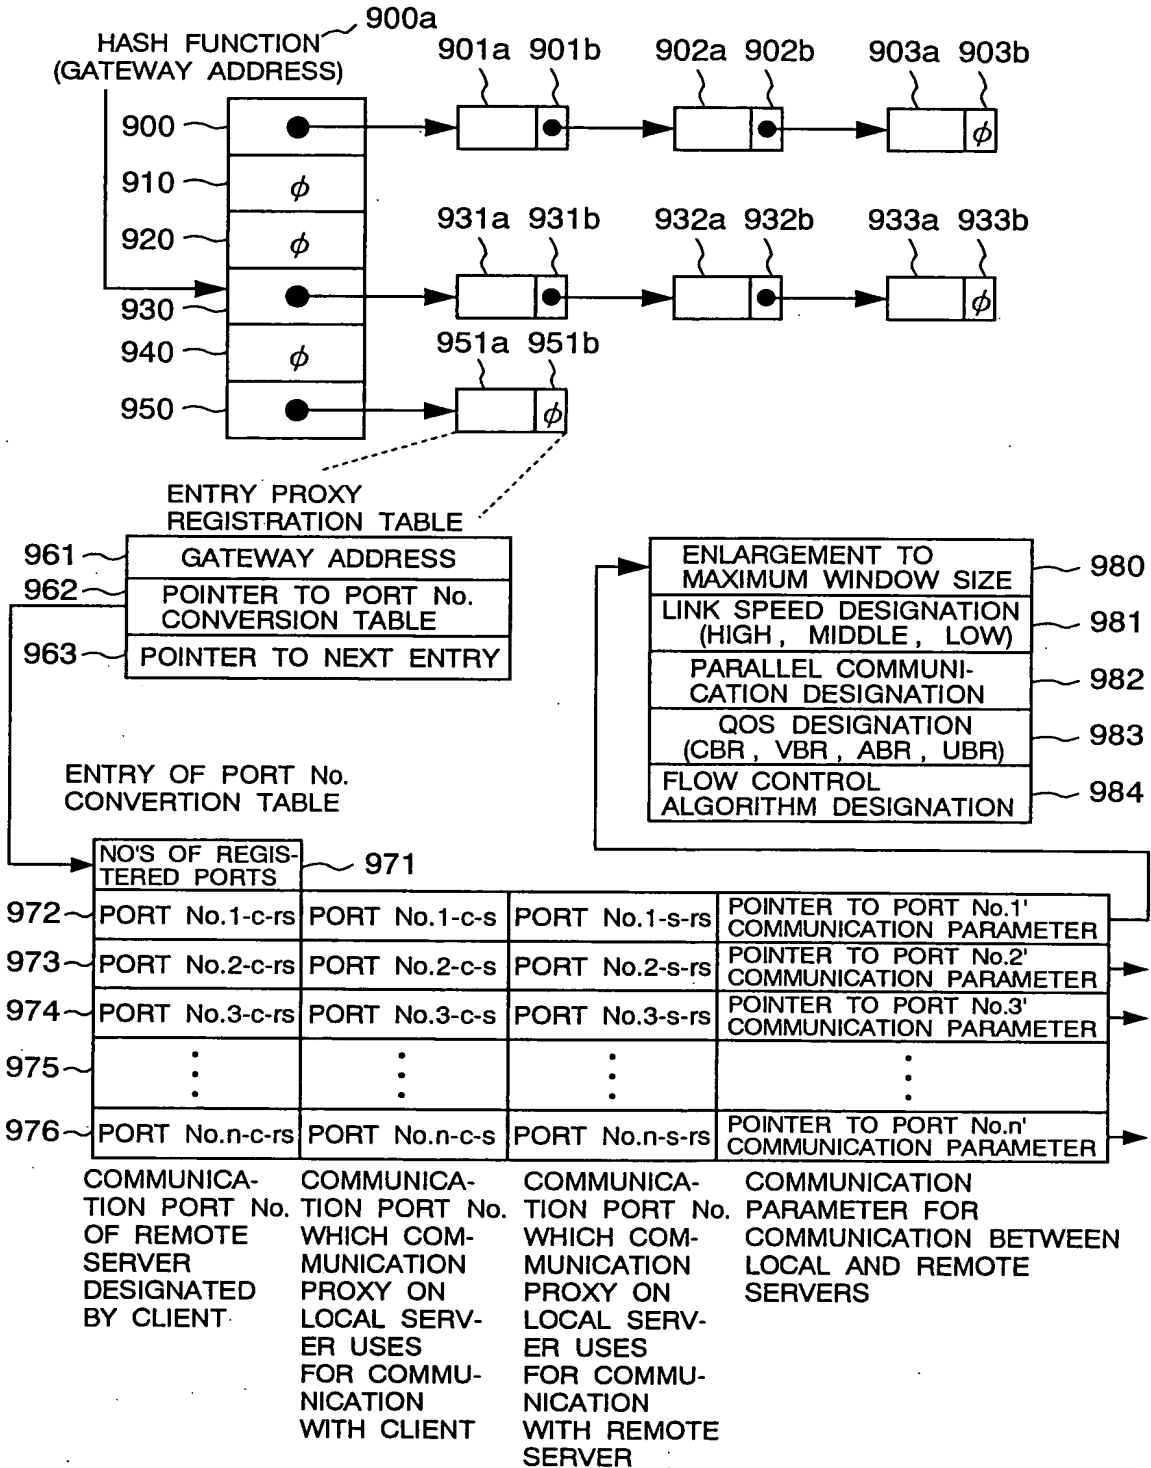 900a
HASH FUNCTION
(GATEWAY ADDRESS)
901a 901b 902a 902b 903a 903b
900
ϕ
910 ϕ
920 ϕ
931a 931b 932a 932b 933a 933b
930
ϕ
940 ϕ
951a 951b
950
ϕ
ENTRY PROXY
REGISTRATION TABLE
961 GATEWAY ADDRESS
962 POINTER TO PORT No.
CONVERSION TABLE
963 POINTER TO NEXT ENTRY
ENLARGEMENT TO
MAXIMUM WINDOW SIZE 980
LINK SPEED DESIGNATION
(HIGH, MIDDLE, LOW) 981
PARALLEL COMMUNI-
CATION DESIGNATION 982
QOS DESIGNATION
(CBR, VBR, ABR, UBR) 983
FLOW CONTROL
ALGORITHM DESIGNATION 984
ENTRY OF PORT No.
CONVERTION TABLE
NO'S OF REGIS-
TERED PORTS 971
972 PORT No.1-c-rs PORT No.1-c-s PORT No.1-s-rs POINTER TO PORT No.1'
COMMUNICATION PARAMETER
973 PORT No.2-c-rs PORT No.2-c-s PORT No.2-s-rs POINTER TO PORT No.2'
COMMUNICATION PARAMETER
974 PORT No.3-c-rs PORT No.3-c-s PORT No.3-s-rs POINTER TO PORT No.3'
COMMUNICATION PARAMETER
975 ⋮ ⋮ ⋮ ⋮
976 PORT No.n-c-rs PORT No.n-c-s PORT No.n-s-rs POINTER TO PORT No.n'
COMMUNICATION PARAMETER
COMMUNICA-
TION PORT No.
OF REMOTE
SERVER
DESIGNATED
BY CLIENT
COMMUNICA-
TION PORT No.
WHICH COM-
MUNICATION
PROXY ON
LOCAL SERV-
ER USES
FOR COMMU-
NICATION
WITH CLIENT
COMMUNICA-
TION PORT No.
WHICH COM-
MUNICATION
PROXY ON
LOCAL SERV-
ER USES
FOR COMMU-
NICATION
WITH REMOTE
SERVER
COMMUNICATION
PARAMETER FOR
COMMUNICATION BETWEEN
LOCAL AND REMOTE
SERVERS